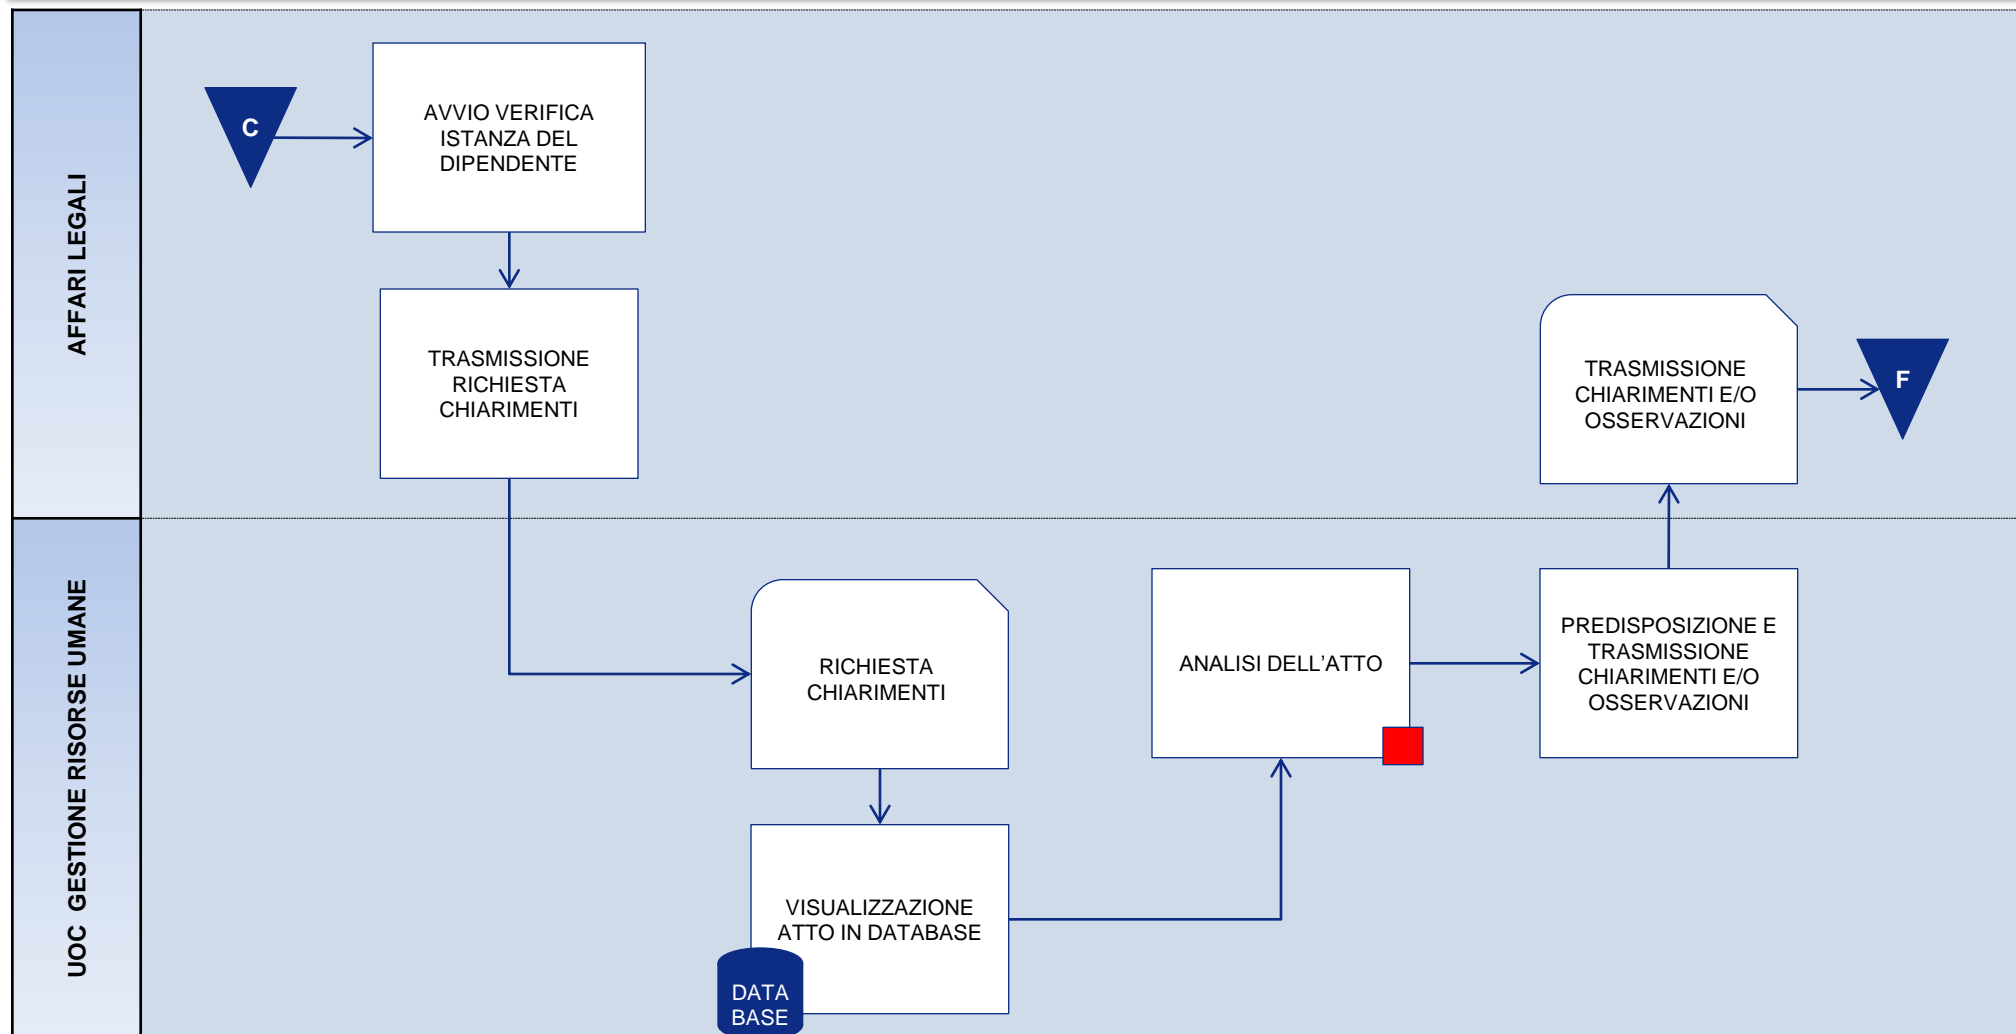 AFFARI LEGALI
C
AVVIO VERIFICA
ISTANZA DEL
DIPENDENTE
TRASMISSIONE
RICHIESTA
CHIARIMENTI
TRASMISSIONE
CHIARIMENTI E/O
OSSERVAZIONI
F
UOC GESTIONE RISORSE UMANE
RICHIESTA
CHIARIMENTI
VISUALIZZAZIONE
ATTO IN DATABASE
DATA
BASE
ANALISI DELL’ATTO
PREDISPOSIZIONE E
TRASMISSIONE
CHIARIMENTI E/O
OSSERVAZIONI